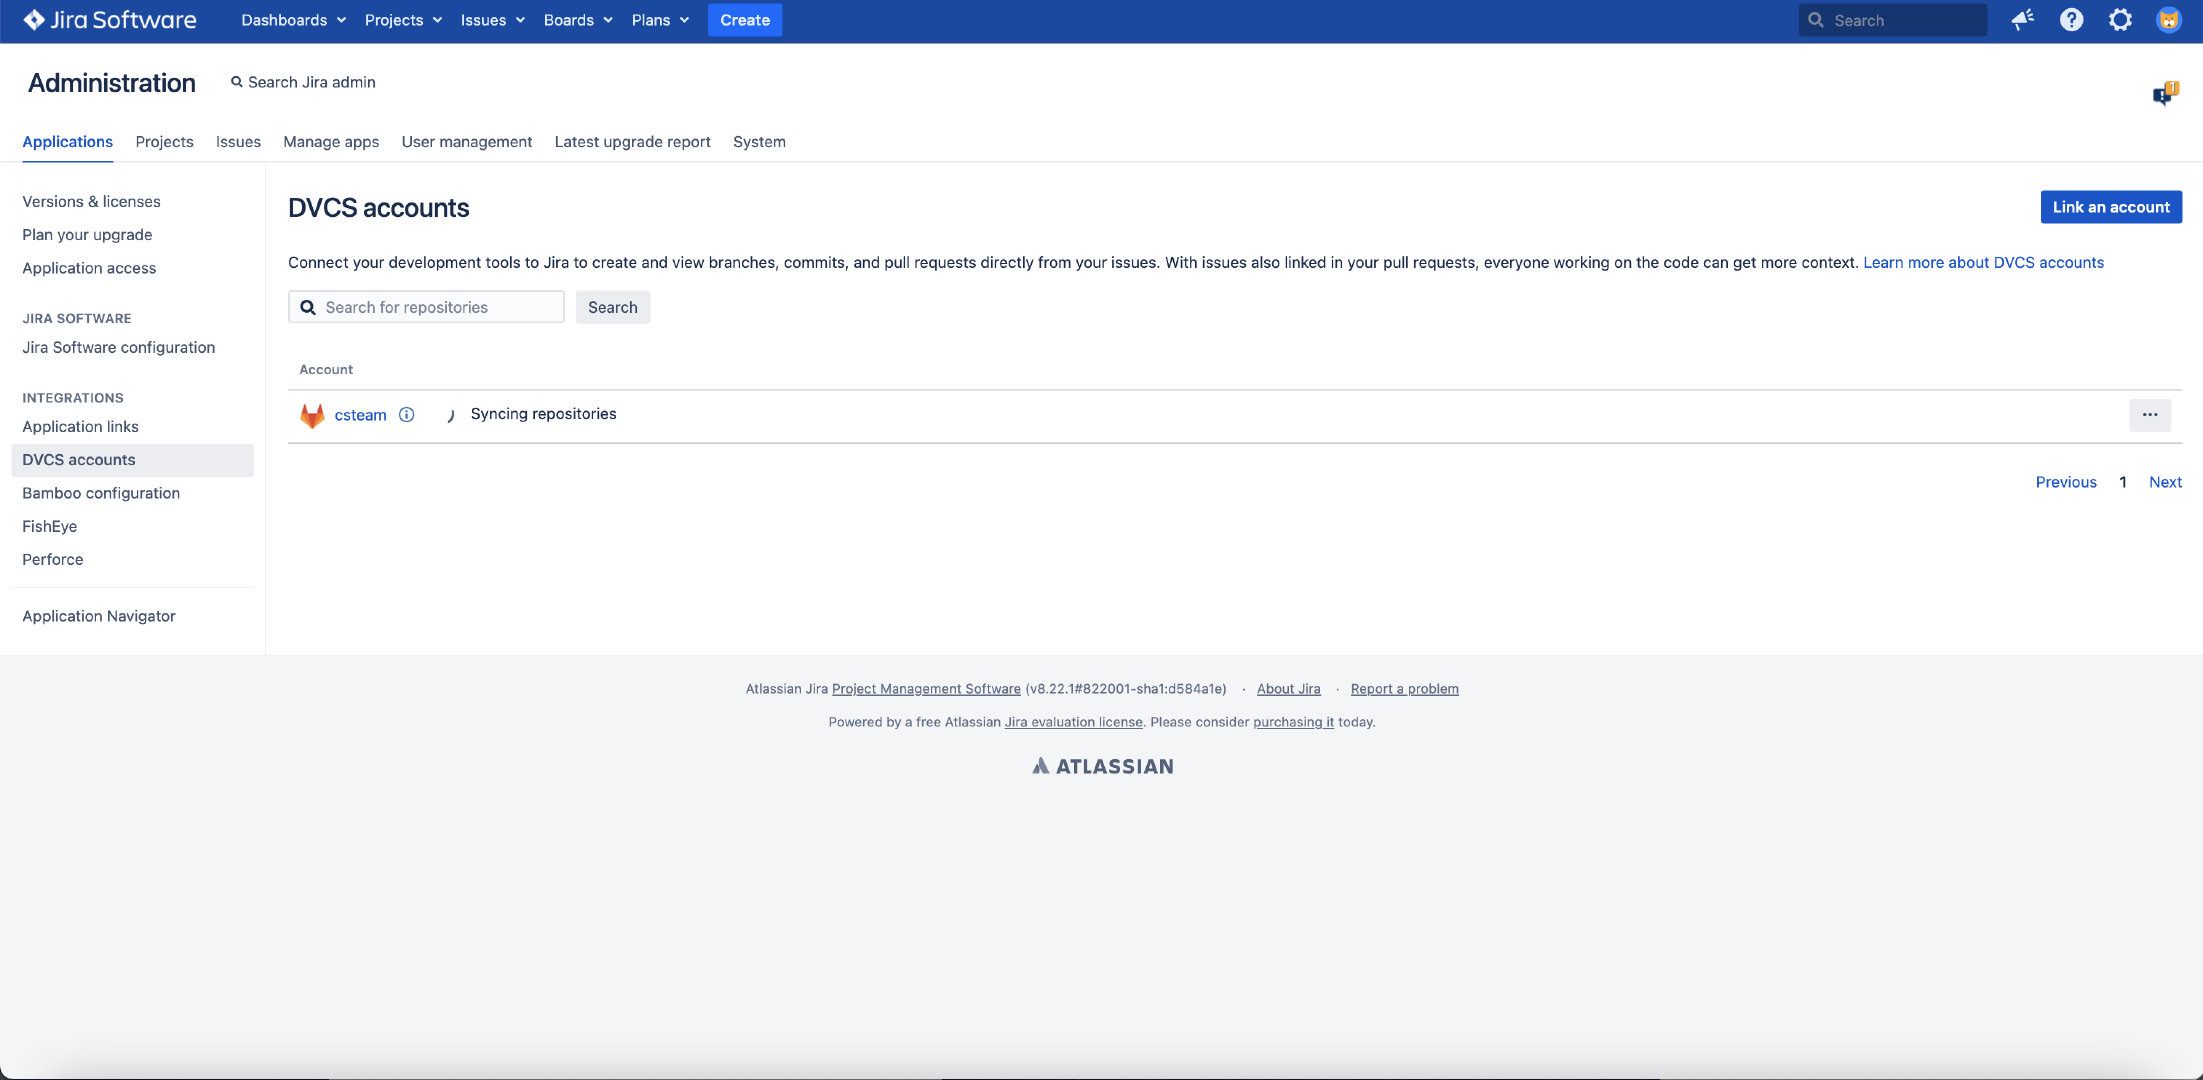 Jira Software Dashboards Projects Issues Boards Plans Create Search
Administration Search Jira admin
1
Applications Projects Issues Manage apps User management Latest upgrade report System
Versions & licenses
Plan your upgrade
Application access
JIRA SOFTWARE
Jira Software configuration
INTEGRATIONS
Application links
DVCS accounts
Bamboo configuration
FishEye
Perforce
Application Navigator
DVCS accounts
Link an account
Connect your development tools to Jira to create and view branches, commits, and pull requests directly from your issues. With issues also linked in your pull requests, everyone working on the code can get more context. Learn more about DVCS accounts
Search for repositories Search
Account
csteam Syncing repositories
Previous 1 Next
Atlassian Jira Project Management Software (v8.22.1#822001-sha1:d584a1e) · About Jira · Report a problem
Powered by a free Atlassian Jira evaluation license. Please consider purchasing it today.
ATLASSIAN